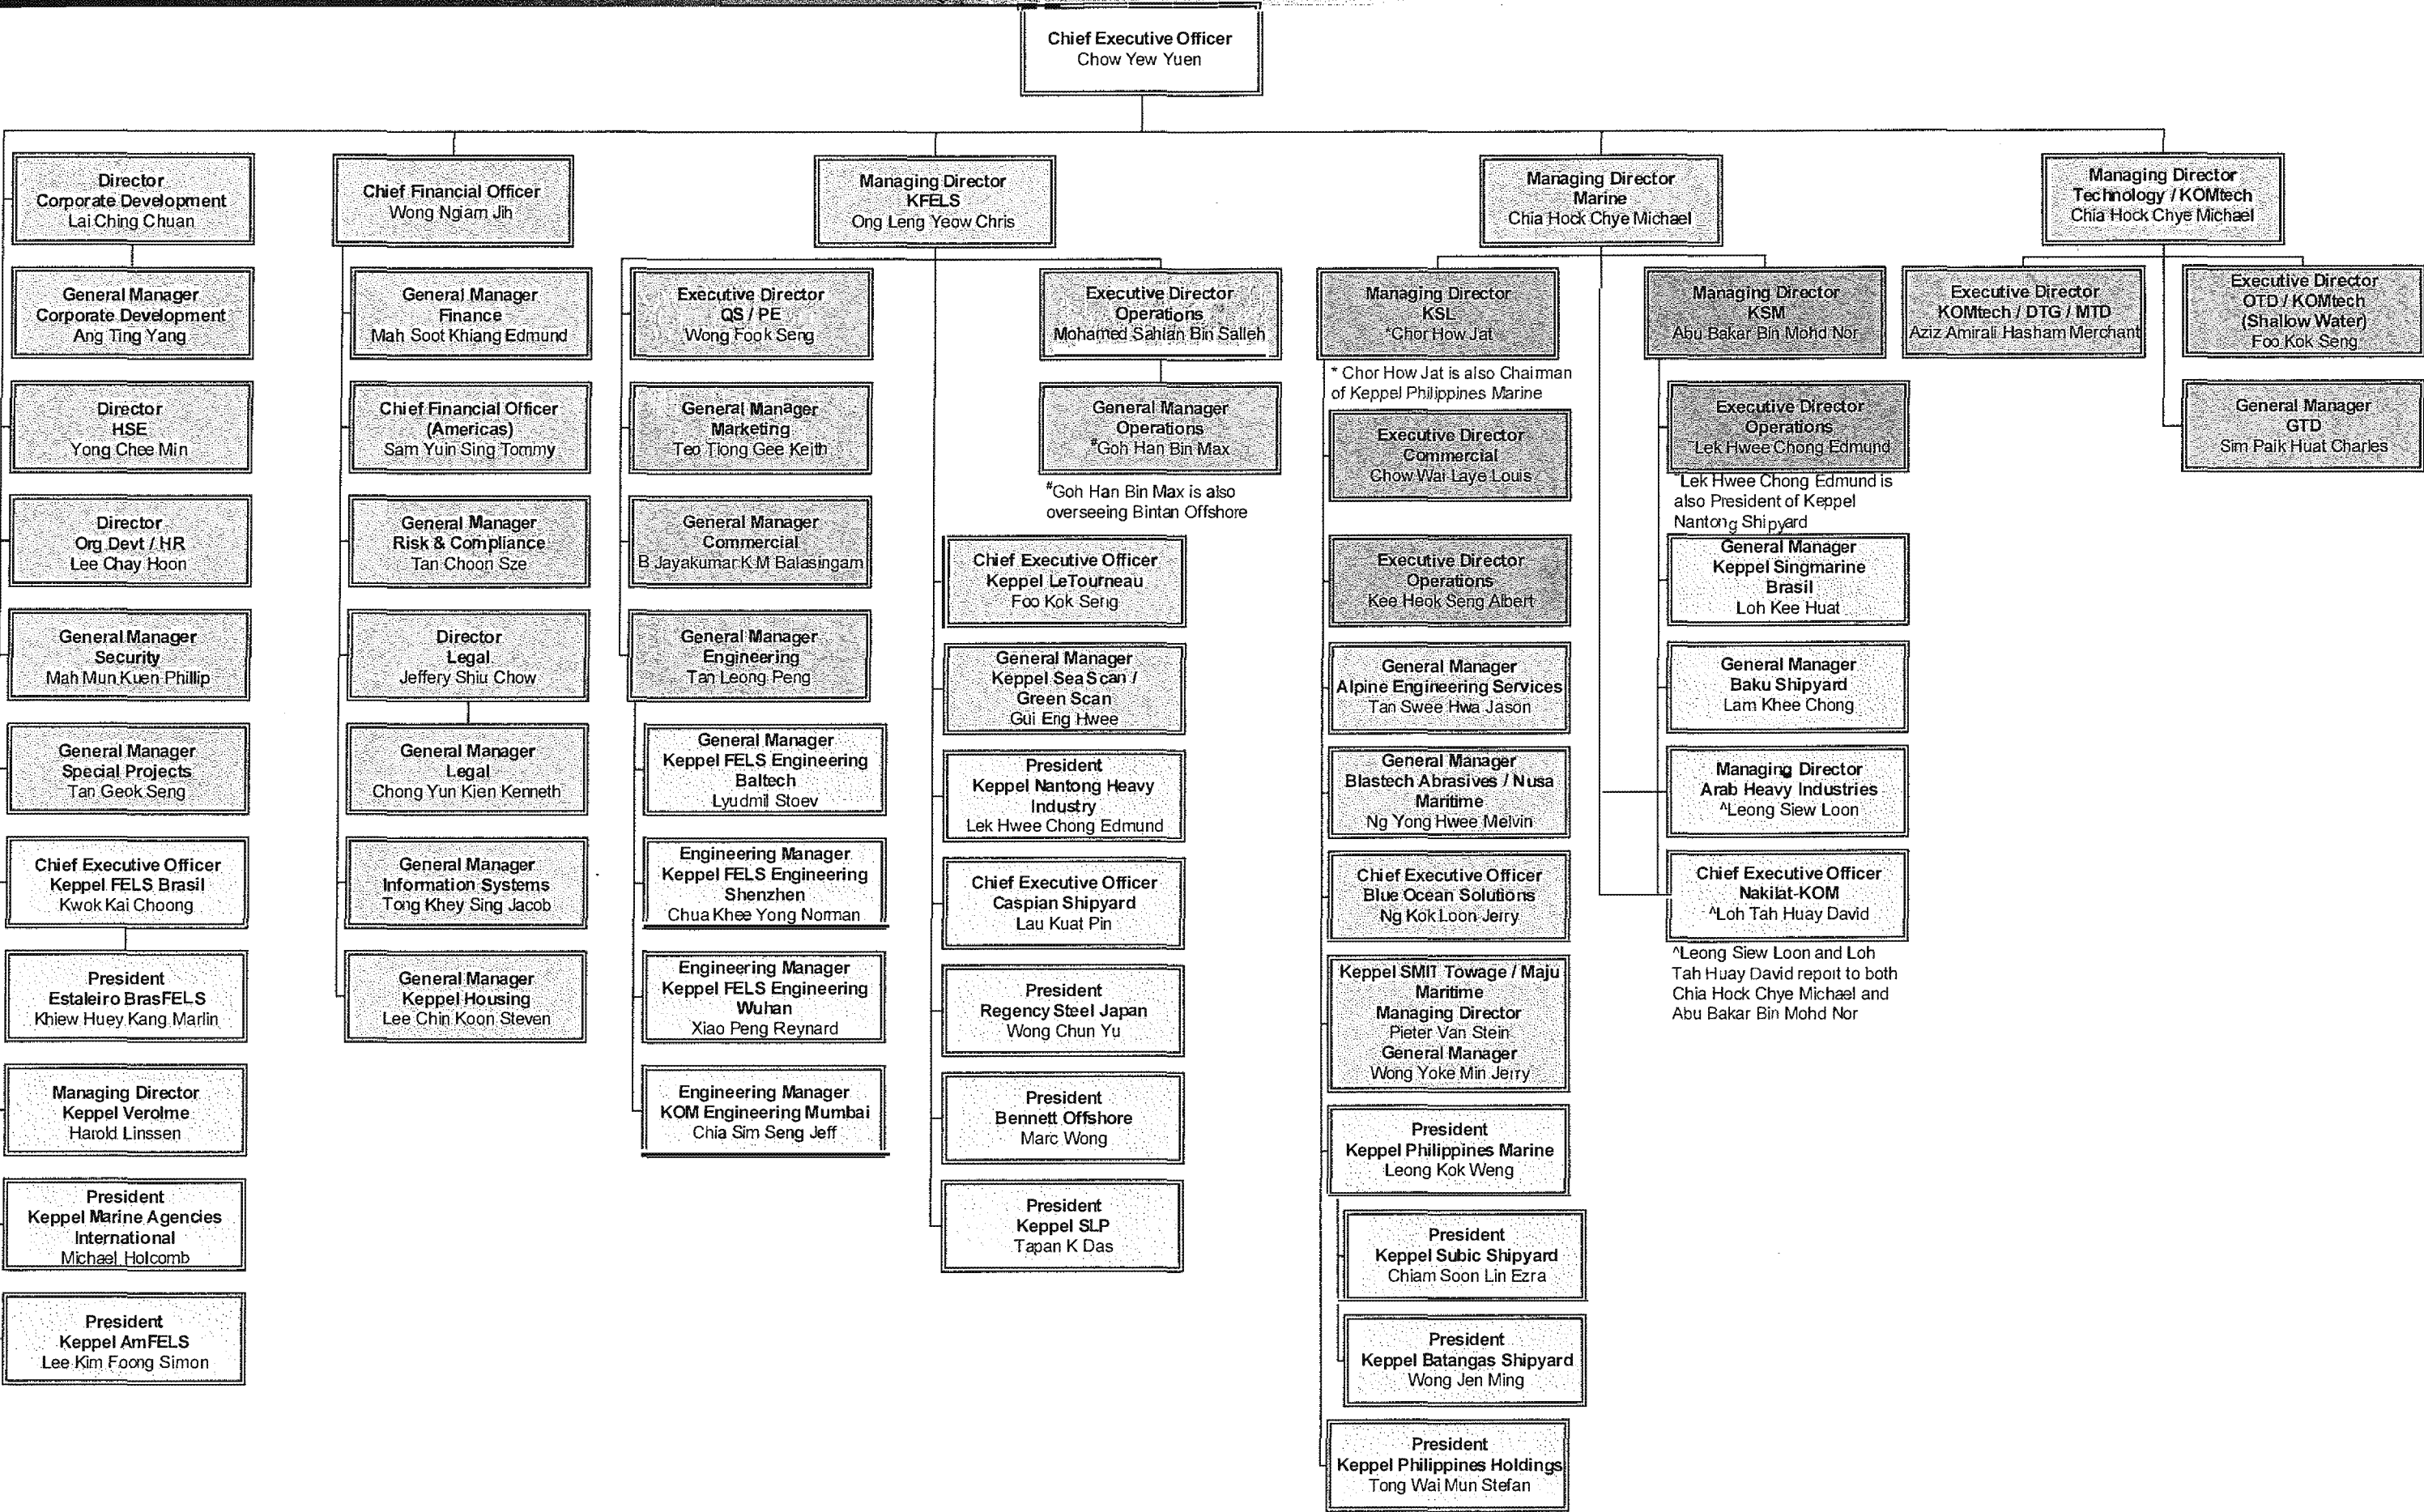 Chief Executive Officer
Chow Yew Yuen
Director
Corporate Development
Lai Ching Chuan
General Manager
Corporate Development
Ang Ting Yang
Director
HSE
Yong Chee Min
Director
Org Devt / HR
Lee Chay Hoon
General Manager
Security
Mah Mun Kuen Phillip
General Manager
Special Projects
Tan Geok Seng
Chief Executive Officer
Keppel FELS Brasil
Kwok Kai Choong
President
Estaleiro BrasFELS
Khiew Huey Kang Marlin
Managing Director
Keppel Verolme
Harold Linssen
President
Keppel Marine Agencies
International
Michael Holcomb
President
Keppel AmFELS
Lee Kim Foong Simon
Chief Financial Officer
Wong Ngiam Jih
General Manager
Finance
Mah Soot Khiang Edmund
Chief Financial Officer
(Americas)
Sam Yuin Sing Tommy
General Manager
Risk & Compliance
Tan Choon Sze
Director
Legal
Jeffery Shiu Chow
General Manager
Legal
Chong Yun Kien Kenneth
General Manager
Information Systems
Tong Khey Sing Jacob
General Manager
Keppel Housing
Lee Chin Koon Steven
Managing Director
KFELS
Ong Leng Yeow Chris
Executive Director
QS / PE
Wong Fook Seng
General Manager
Marketing
Teo Tiong Gee Keith
General Manager
Commercial
B Jayakumar K M Balasingam
General Manager
Engineering
Tan Leong Peng
General Manager
Keppel FELS Engineering
Baltech
Lyudmil Stoev
Engineering Manager
Keppel FELS Engineering
Shenzhen
Chua Khee Yong Norman
Engineering Manager
Keppel FELS Engineering
Wuhan
Xiao Peng Reynard
Engineering Manager
KOM Engineering Mumbai
Chia Sim Seng Jeff
Executive Director
Operations
Mohamed Sahlan Bin Salleh
General Manager
Operations
#Goh Han Bin Max
#Goh Han Bin Max is also
overseeing Bintan Offshore
Chief Executive Officer
Keppel LeTourneau
Foo Kok Seng
General Manager
Keppel Sea Scan /
Green Scan
Gui Eng Hwee
President
Keppel Nantong Heavy
Industry
Lek Hwee Chong Edmund
Chief Executive Officer
Caspian Shipyard
Lau Kuat Pin
President
Regency Steel Japan
Wong Chun Yu
President
Bennett Offshore
Marc Wong
President
Keppel SLP
Tapan K Das
Managing Director
Marine
Chia Hock Chye Michael
Managing Director
KSL
*Chor How Jat
* Chor How Jat is also Chairman
of Keppel Philippines Marine
Executive Director
Commercial
Chow Wai Laye Louis
Executive Director
Operations
Kee Heok Seng Albert
General Manager
Alpine Engineering Services
Tan Swee Hwa Jason
General Manager
Blastech Abrasives / Nusa
Maritime
Ng Yong Hwee Melvin
Chief Executive Officer
Blue Ocean Solutions
Ng Kok Loon Jerry
Keppel SMIT Towage / Maju
Maritime
Managing Director
Pieter Van Stein
General Manager
Wong Yoke Min Jerry
President
Keppel Philippines Marine
Leong Kok Weng
President
Keppel Subic Shipyard
Chiam Soon Lin Ezra
President
Keppel Batangas Shipyard
Wong Jen Ming
President
Keppel Philippines Holdings
Tong Wai Mun Stefan
Managing Director
KSM
Abu Bakar Bin Mohd Nor
Executive Director
Operations
~Lek Hwee Chong Edmund
~Lek Hwee Chong Edmund is
also President of Keppel
Nantong Shipyard
General Manager
Keppel Singmarine
Brasil
Loh Kee Huat
General Manager
Baku Shipyard
Lam Khee Chong
Managing Director
Arab Heavy Industries
^Leong Siew Loon
Chief Executive Officer
Nakilat-KOM
^Loh Tah Huay David
^Leong Siew Loon and Loh
Tah Huay David report to both
Chia Hock Chye Michael and
Abu Bakar Bin Mohd Nor
Managing Director
Technology / KOMtech
Chia Hock Chye Michael
Executive Director
KOMtech / DTG / MTD
Aziz Amirali Hasham Merchant
Executive Director
OTD / KOMtech
(Shallow Water)
Foo Kok Seng
General Manager
GTD
Sim Paik Huat Charles